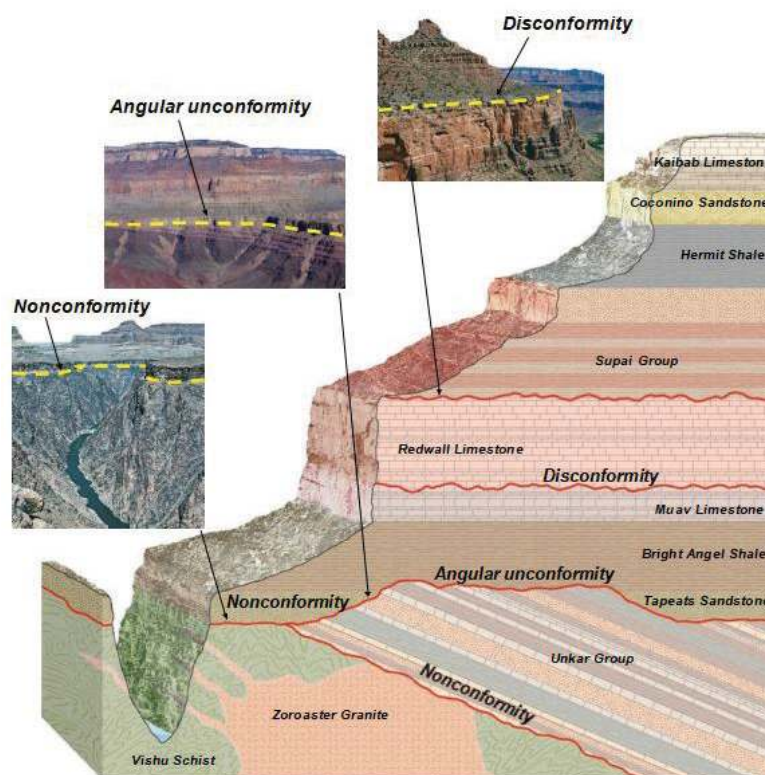 Disconformity
Angular unconformity
Nonconformity
Kaibab Limeston
Coconino Sandstone
Hermit Shale
Supai Group
Redwall Limestone
Disconformity
Muav Limestone
Bright Angel Shale
Angular unconformity
Nonconformity
Tapeats Sandstone
Unkar Group
Nonconformity
Zoroaster Granite
Vishu Schist